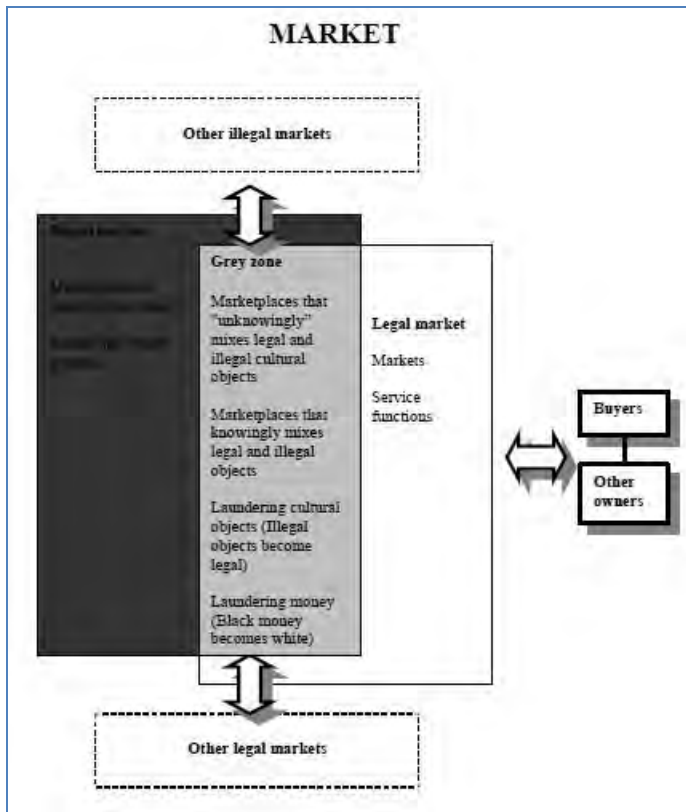 MARKET
Other illegal markets
Grey zone
Marketplaces that
"unknowingly" mixes legal and
illegal cultural
objects
Marketplaces that
knowingly mixes
legal and illegal
objects
Laundering cultural
objects (Illegal
objects become
legal)
Laundering money
(Black money
becomes white)
Legal market
Markets
Service
functions
Buyers
Other
owners
Other legal markets